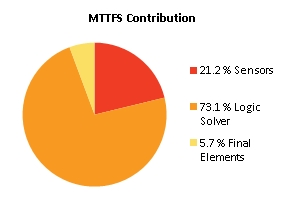 MTTFS Contribution
21.2 % Sensors
73.1 % Logic
Solver
5.7 % Final
Elements